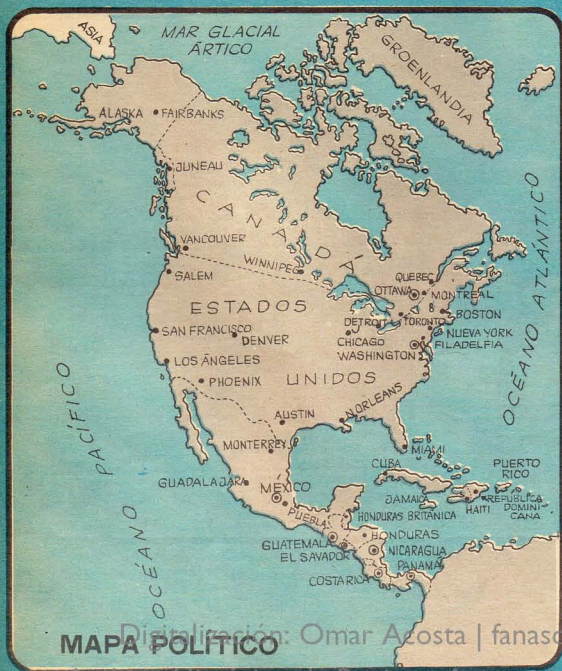 ASIA
MAR GLACIAL
ÁRTICO
GROENLANDIA
ALASKA
FAIRBANKS
JUNEAU
CANADÁ
VANCOUVER
WINNIPEG
SALEM
QUEBEC
OTTAWA
MONTREAL
ESTADOS
BOSTON
DETROIT
TORONTO
SAN FRANCISCO
DENVER
CHICAGO
NUEVA YORK
WASHINGTON
FILADELFIA
LOS ÁNGELES
PHOENIX
UNIDOS
N.ORLEANS
AUSTIN
MONTERREY
MIAMI
CUBA
PUERTO
RICO
GUADALAJARA
MÉXICO
JAMAICA
HAITI
REPÚBLICA
DOMINI-
CANA
PUEBLA
HONDURAS BRITANICA
HONDURAS
GUATEMALA
NICARAGUA
EL SAVADOR
PANAMÁ
COSTA RICA
OCÉANO ATLÁNTICO
OCÉANO PACÍFICO
MAPA POLÍTICO
Digitalización: Omar Acosta | fanasc